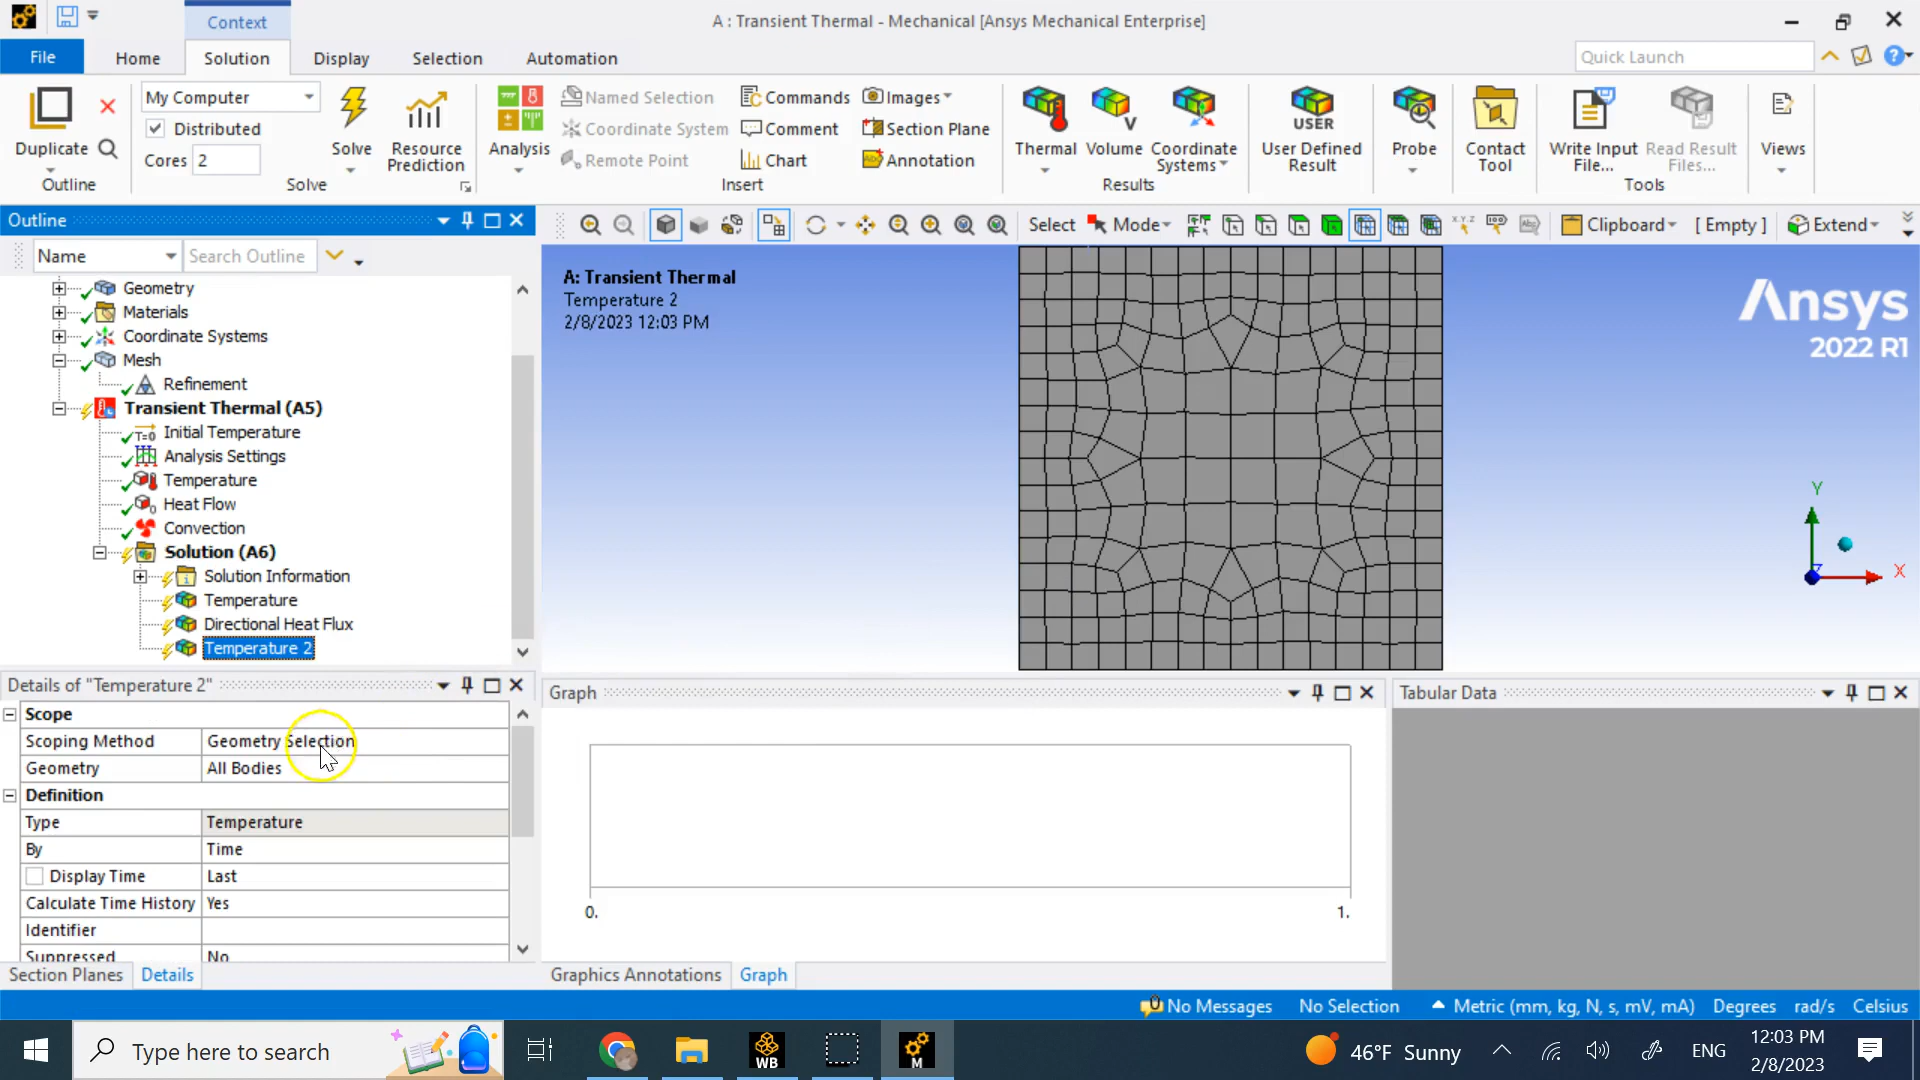 Context
A : Transient Thermal - Mechanical [Ansys Mechanical Enterprise]
File
Home
Solution
Display
Selection
Automation
Quick Launch
Duplicate
Outline
My Computer
Distributed
Cores 2
Solve
Resource
Prediction
Solve
Analysis
Named Selection
Coordinate System
Remote Point
Commands
Comment
Chart
Images
Section Plane
Annotation
Insert
Thermal
Volume
Coordinate
Systems
Results
USER
User Defined
Result
Probe
Contact
Tool
Write Input
File...
Read Result
Files...
Tools
Views
Outline
Name
Search Outline
Select
Mode
Clipboard
[ Empty ]
Extend
Geometry
Materials
Coordinate Systems
Mesh
Refinement
Transient Thermal (A5)
T=0 Initial Temperature
Analysis Settings
Temperature
Heat Flow
Convection
Solution (A6)
Solution Information
Temperature
Directional Heat Flux
Temperature 2
A: Transient Thermal
Temperature 2
2/8/2023 12:03 PM
Ansys
2022 R1
Y
X
Z
Details of "Temperature 2"
Scope
Scoping Method Geometry Selection
Geometry All Bodies
Definition
Type Temperature
By Time
Display Time Last
Calculate Time History Yes
Identifier
Suppressed No
Section Planes
Details
Graph
0.
1.
Graphics Annotations
Graph
Tabular Data
No Messages
No Selection
Metric (mm, kg, N, s, mV, mA)
Degrees
rad/s
Celsius
Type here to search
WB
M
46°F Sunny
ENG
12:03 PM
2/8/2023